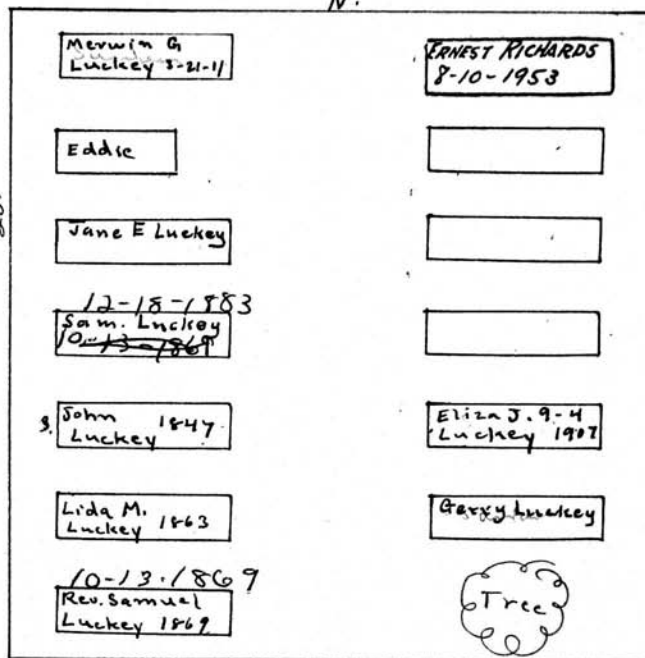 N.
Merwin G
Luckey 3-21-11
Eddie
Jane E Luckey
12-18-1883
Sam. Luckey
10-13-1869
John 1847
Luckey
Lida M.
Luckey 1863
10-13-1869
Rev. Samuel
Luckey 1869
ERNEST RICHARDS
8-10-1953
Eliza J. 9-4
Luckey 1907
Gerry Luckey
Tree